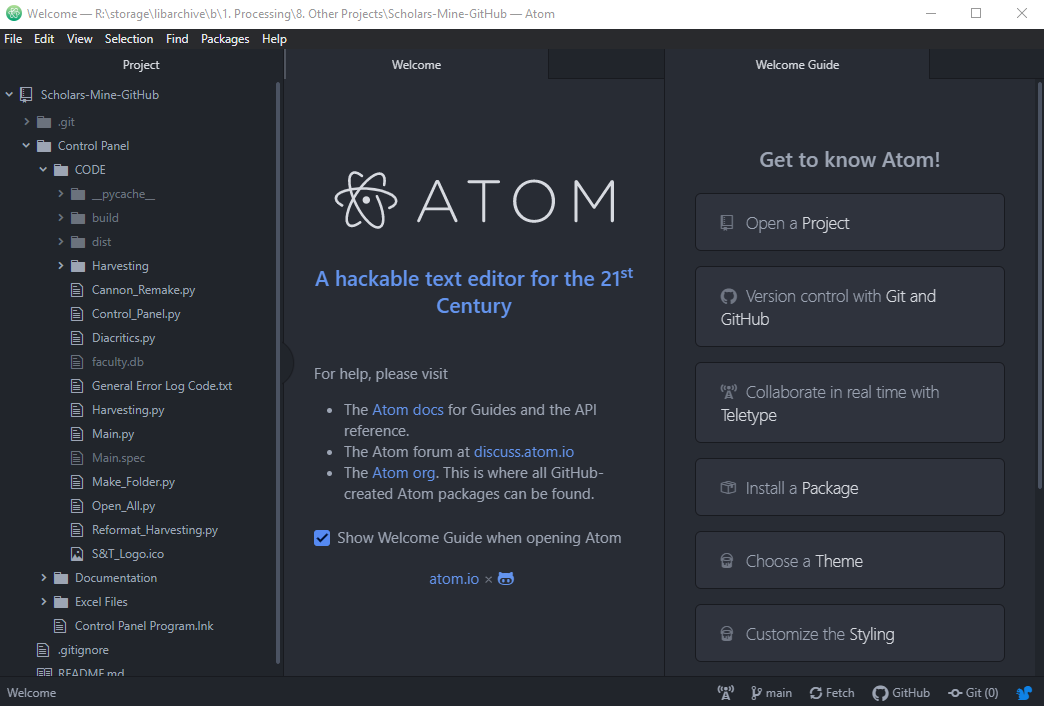 Welcome — R:\storage\libarchive\b\1. Processing\8. Other Projects\Scholars-Mine-GitHub — Atom
File Edit View Selection Find Packages Help
Project
Scholars-Mine-GitHub
.git
Control Panel
CODE
__pycache__
build
dist
Harvesting
Cannon_Remake.py
Control_Panel.py
Diacritics.py
faculty.db
General Error Log Code.txt
Harvesting.py
Main.py
Main.spec
Make_Folder.py
Open_All.py
Reformat_Harvesting.py
S&T_Logo.ico
Documentation
Excel Files
Control Panel Program.lnk
.gitignore
README.md
Welcome
ATOM
A hackable text editor for the 21st
Century
For help, please visit
• The Atom docs for Guides and the API
reference.
• The Atom forum at discuss.atom.io
• The Atom org. This is where all GitHub-
created Atom packages can be found.
Show Welcome Guide when opening Atom
atom.io ×
Welcome Guide
Get to know Atom!
Open a Project
Version control with Git and
GitHub
Collaborate in real time with
Teletype
Install a Package
Choose a Theme
Customize the Styling
Welcome
main Fetch GitHub Git (0)